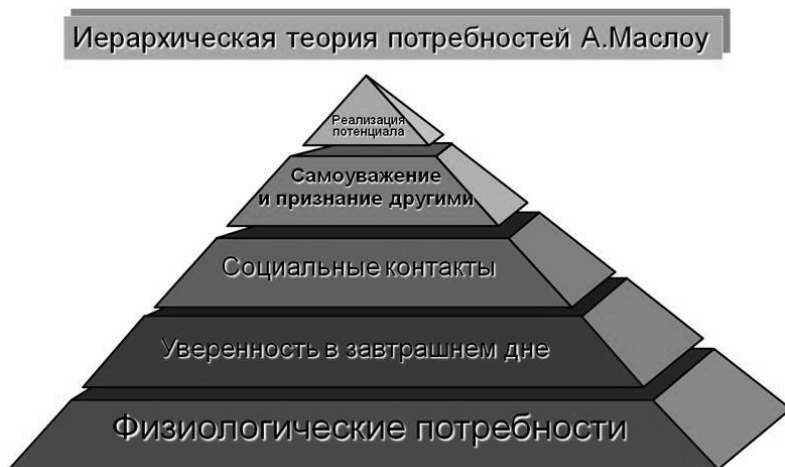 Иерархическая теория потребностей А.Маслоу
Реализация
потенциала
Самоуважение
и признание другими
Социальные контакты
Уверенность в завтрашнем дне
Физиологические потребности